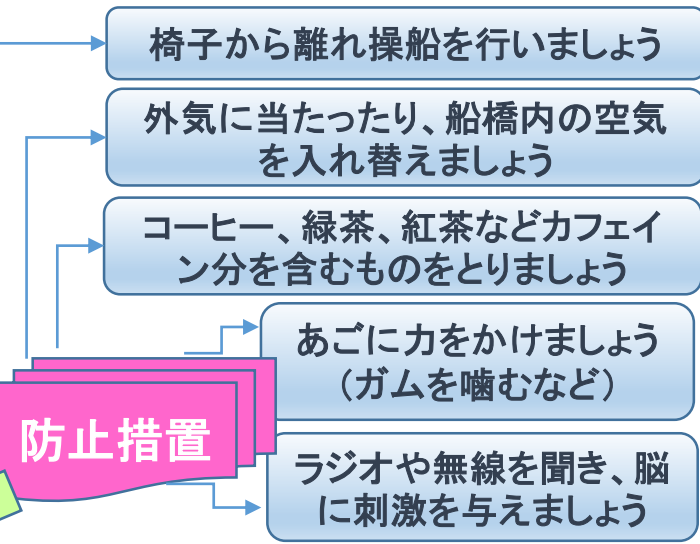 椅子から離れ操船を行いましょう
外気に当たったり、船橋内の空気
を入れ替えましょう
コーヒー、緑茶、紅茶などカフェイ
ン分を含むものをとりましょう
あごに力をかけましょう
（ガムを噛むなど）
防止措置
ラジオや無線を聞き、脳
に刺激を与えましょう